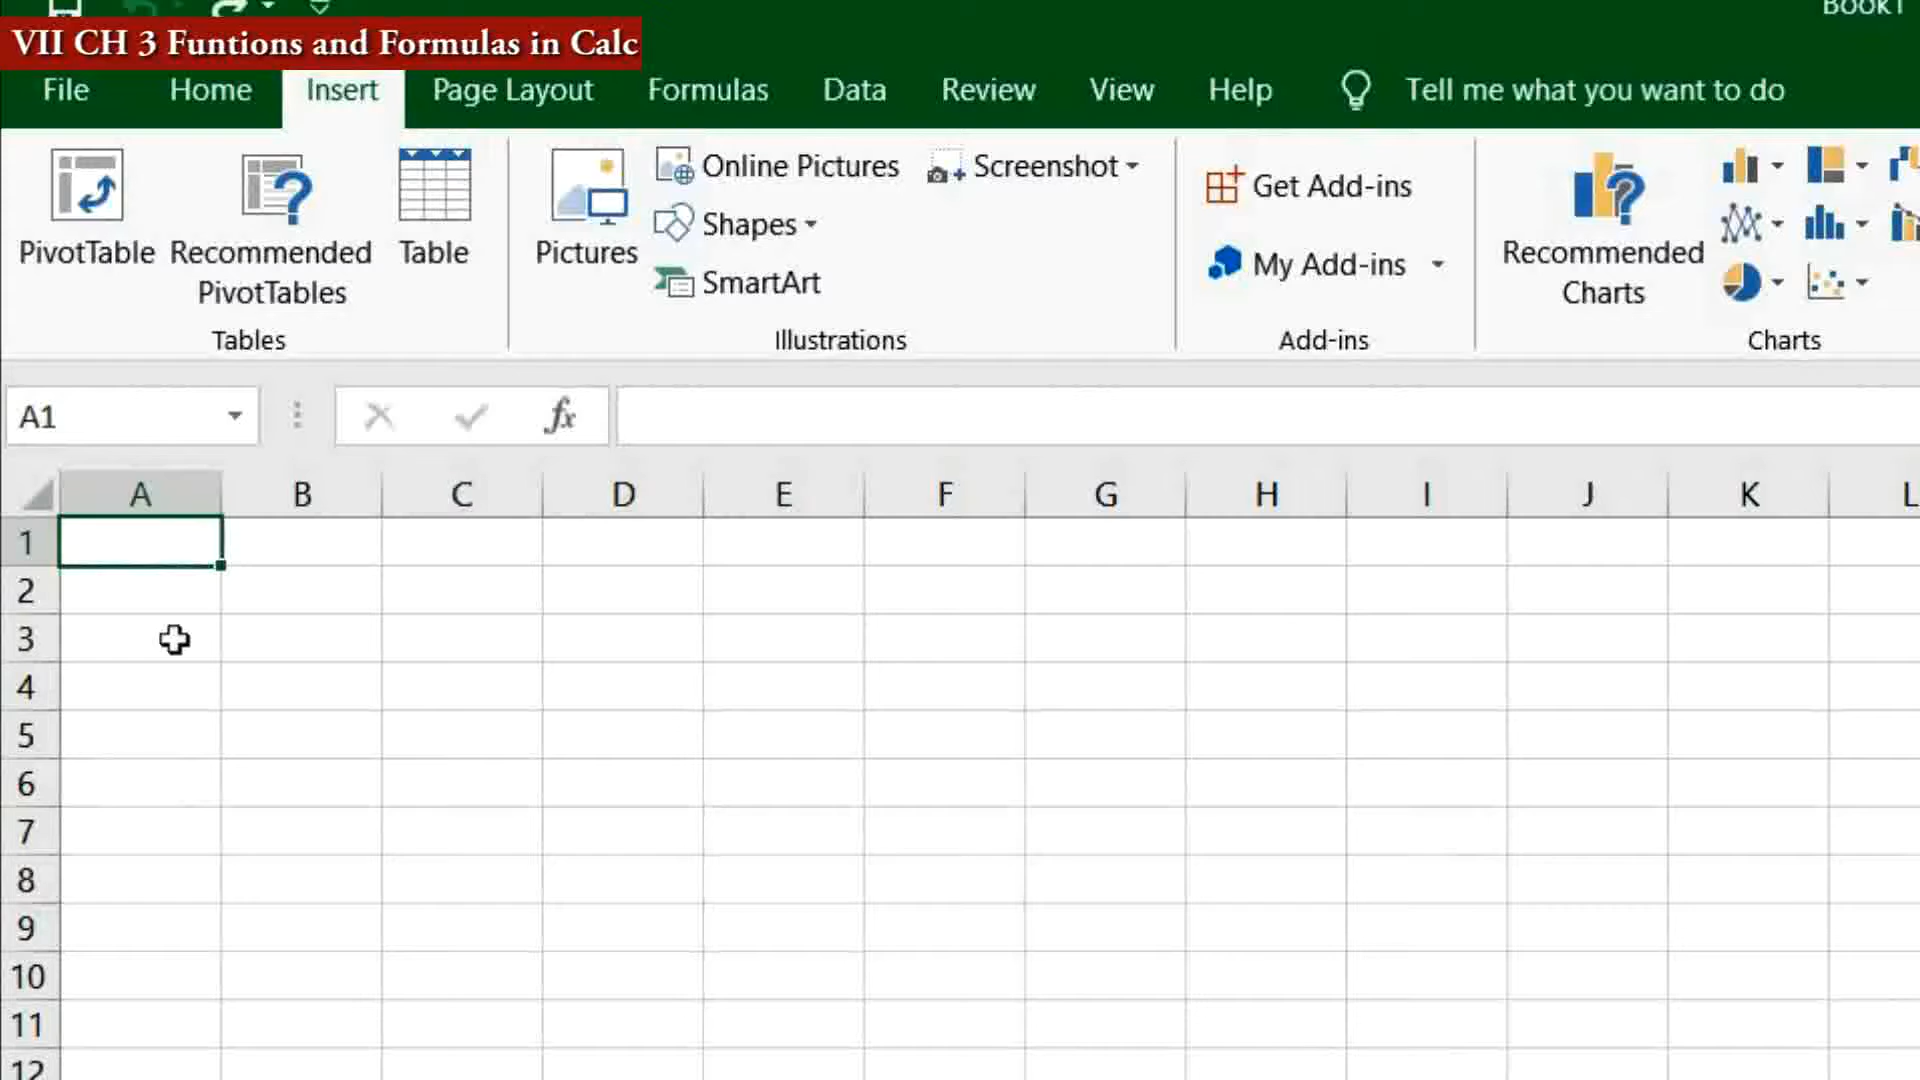 Book1
VII CH 3 Funtions and Formulas in Calc
File Home Insert Page Layout Formulas Data Review View Help Tell me what you want to do
PivotTable
Recommended
PivotTables
Table
Tables
Pictures
Online Pictures
Shapes
SmartArt
Screenshot
Illustrations
Get Add-ins
My Add-ins
Add-ins
Recommended
Charts
Charts
A1
fx
A B C D E F G H I J K L
1
2
3
4
5
6
7
8
9
10
11
12